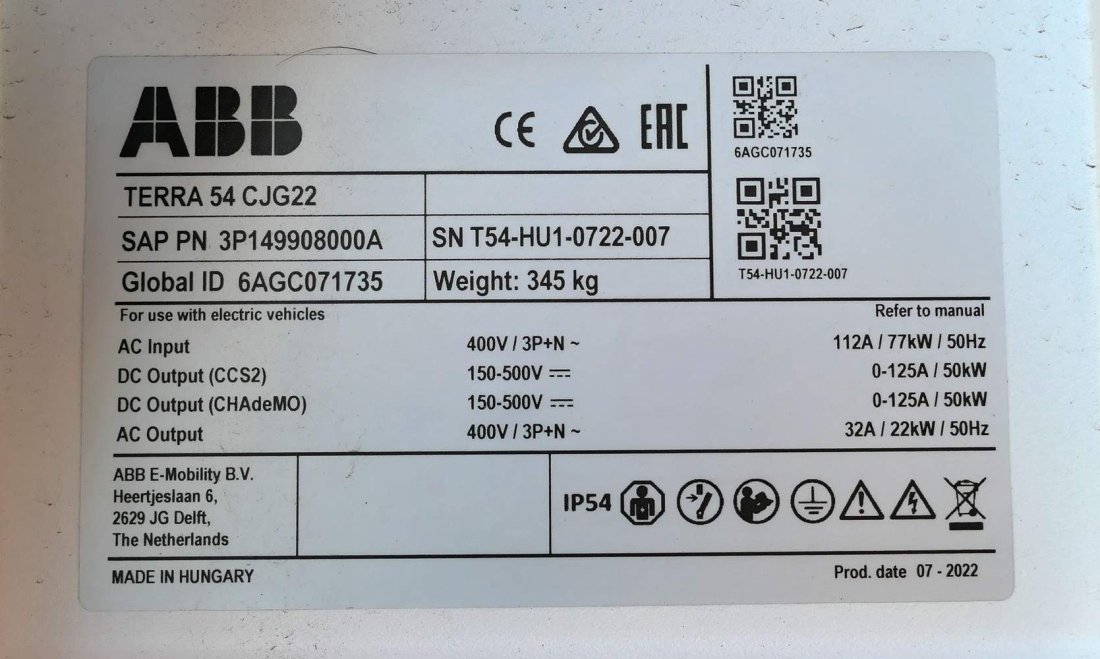 ABB
CE
EAC
6AGC071735
TERRA 54 CJG22
SAP PN 3P149908000A
SN T54-HU1-0722-007
Global ID 6AGC071735
Weight: 345 kg
T54-HU1-0722-007
For use with electric vehicles
Refer to manual
AC Input 400V / 3P+N ~ 112A / 77kW / 50Hz
DC Output (CCS2) 150-500V ⎓ 0-125A / 50kW
DC Output (CHAdeMO) 150-500V ⎓ 0-125A / 50kW
AC Output 400V / 3P+N ~ 32A / 22kW / 50Hz
ABB E-Mobility B.V.
Heertjeslaan 6,
2629 JG Delft,
The Netherlands
IP54
MADE IN HUNGARY
Prod. date 07 - 2022